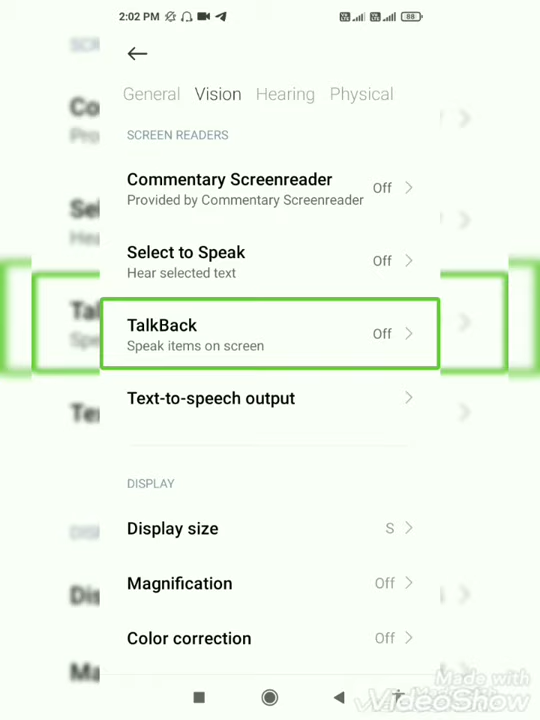 2:02 PM
88
General Vision Hearing Physical
SCREEN READERS
Commentary Screenreader Off
Provided by Commentary Screenreader
Select to Speak Off
Hear selected text
TalkBack Off
Speak items on screen
Text-to-speech output
DISPLAY
Display size S
Magnification Off
Color correction Off
Made with
VideoShow